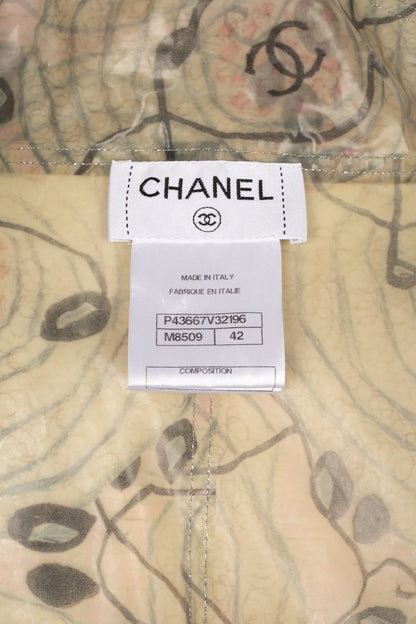 CHANEL
MADE IN ITALY
FABRIQUE EN ITALIE
P43667V32196
M8509 42
COMPOSITION